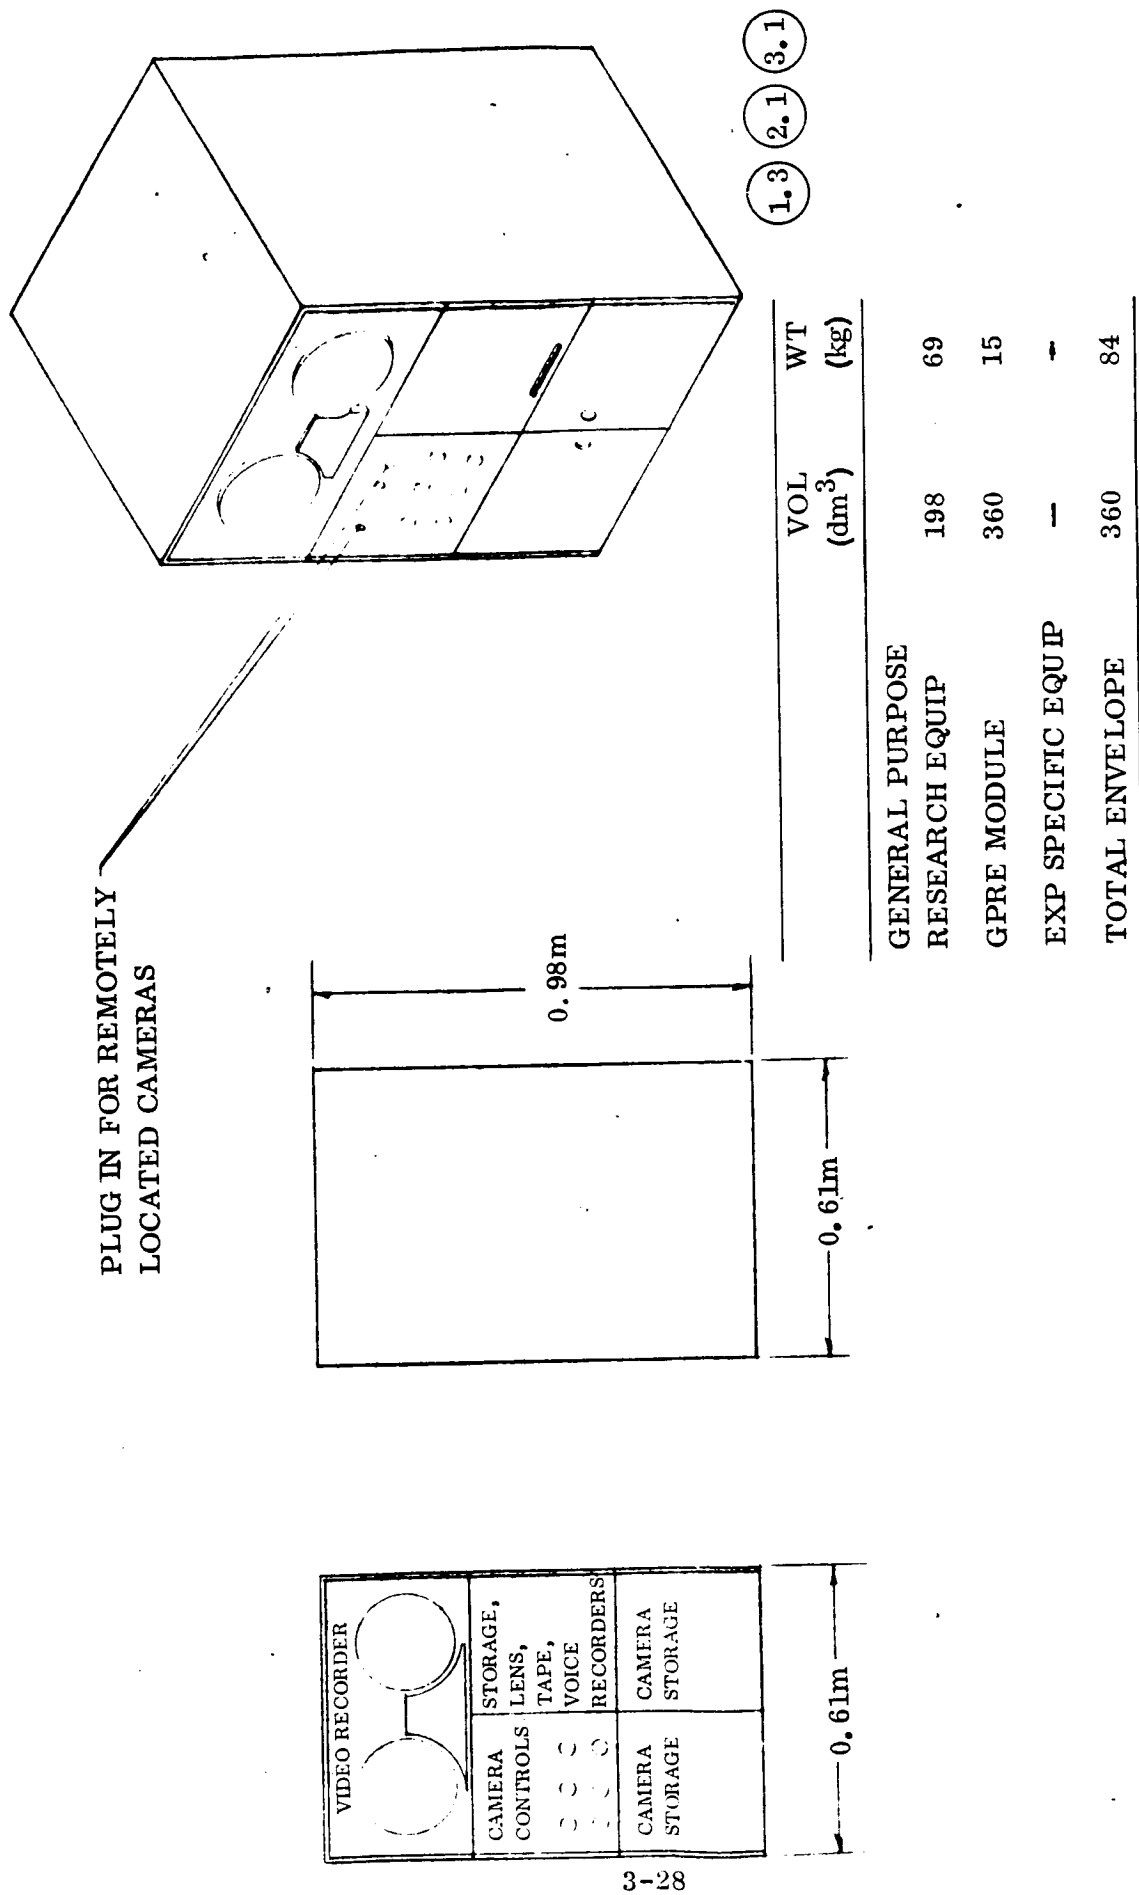 PLUG IN FOR REMOTELY
LOCATED CAMERAS
VIDEO RECORDER
CAMERA
CONTROLS
STORAGE,
LENS,
TAPE,
VOICE
RECORDERS
CAMERA
STORAGE
CAMERA
STORAGE
0.61m
0.61m
0.98m
1.3 2.1 3.1
VOL WT
(dm3) (kg)
GENERAL PURPOSE
RESEARCH EQUIP 198 69
GPRE MODULE 360 15
EXP SPECIFIC EQUIP — -
TOTAL ENVELOPE 360 84
3-28